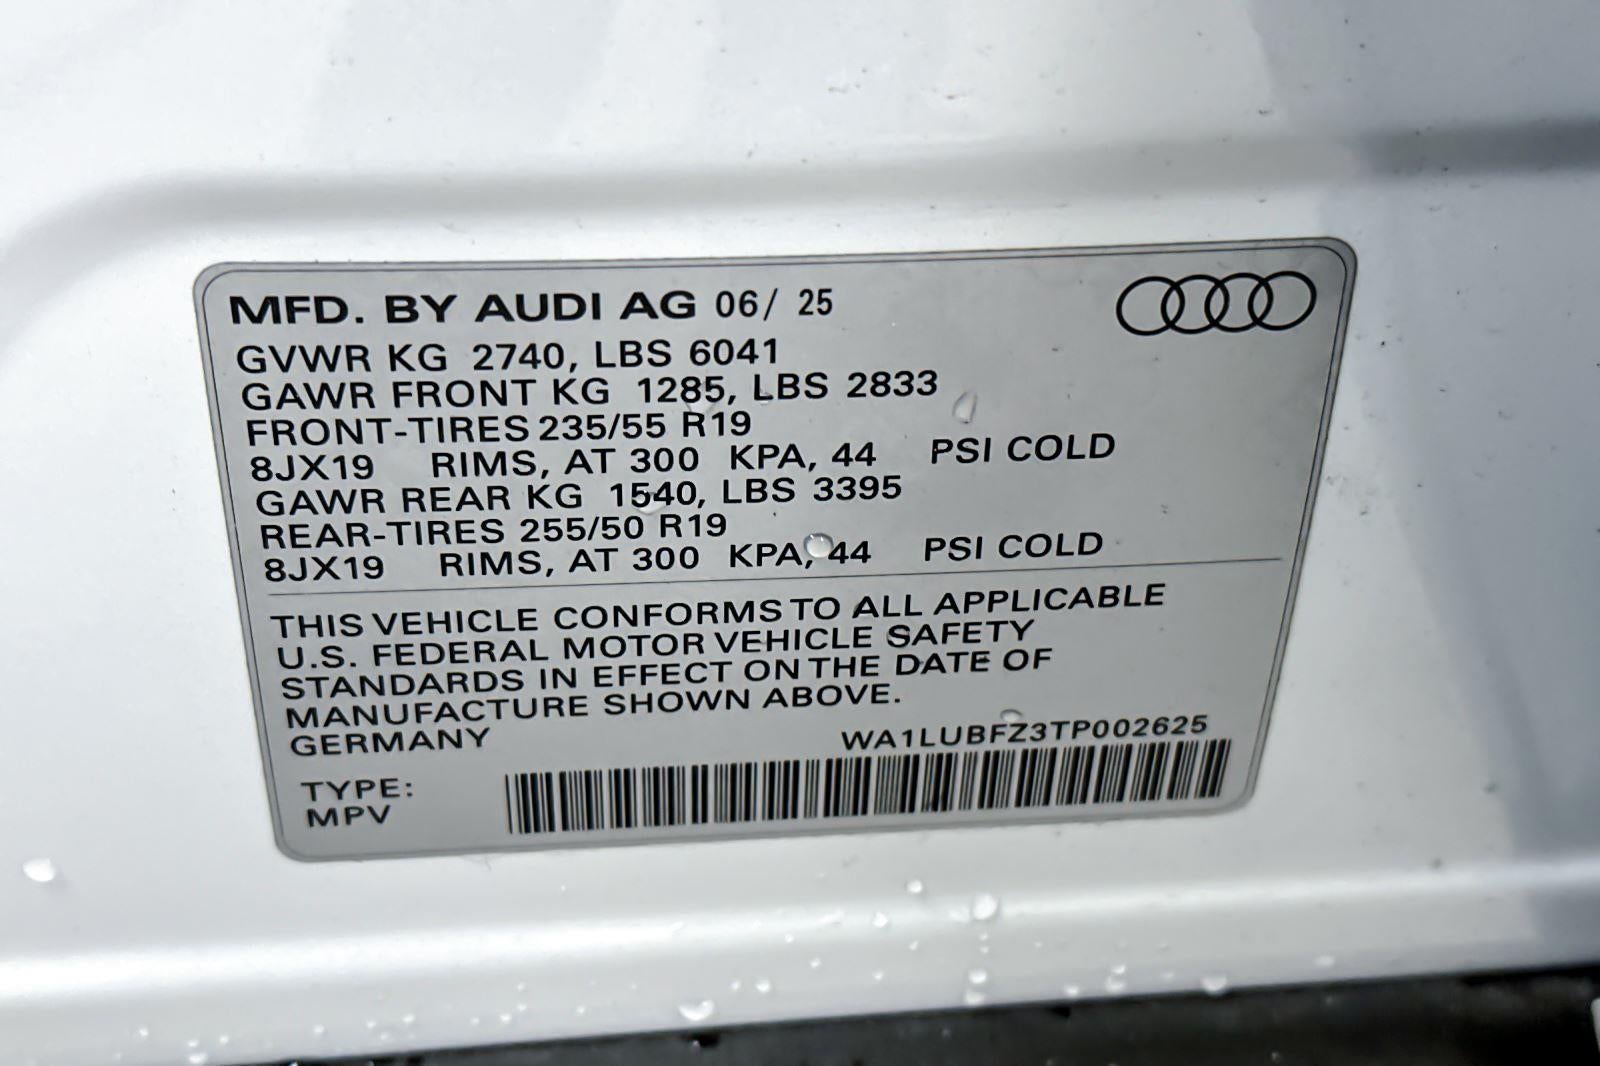 MFD. BY AUDI AG 06/ 25
GVWR KG 2740, LBS 6041
GAWR FRONT KG 1285, LBS 2833
FRONT-TIRES 235/55 R19
8JX19 RIMS, AT 300 KPA, 44 PSI COLD
GAWR REAR KG 1540, LBS 3395
REAR-TIRES 255/50 R19
8JX19 RIMS, AT 300 KPA, 44 PSI COLD
THIS VEHICLE CONFORMS TO ALL APPLICABLE
U.S. FEDERAL MOTOR VEHICLE SAFETY
STANDARDS IN EFFECT ON THE DATE OF
MANUFACTURE SHOWN ABOVE.
GERMANY WA1LUBFZ3TP002625
TYPE:
MPV